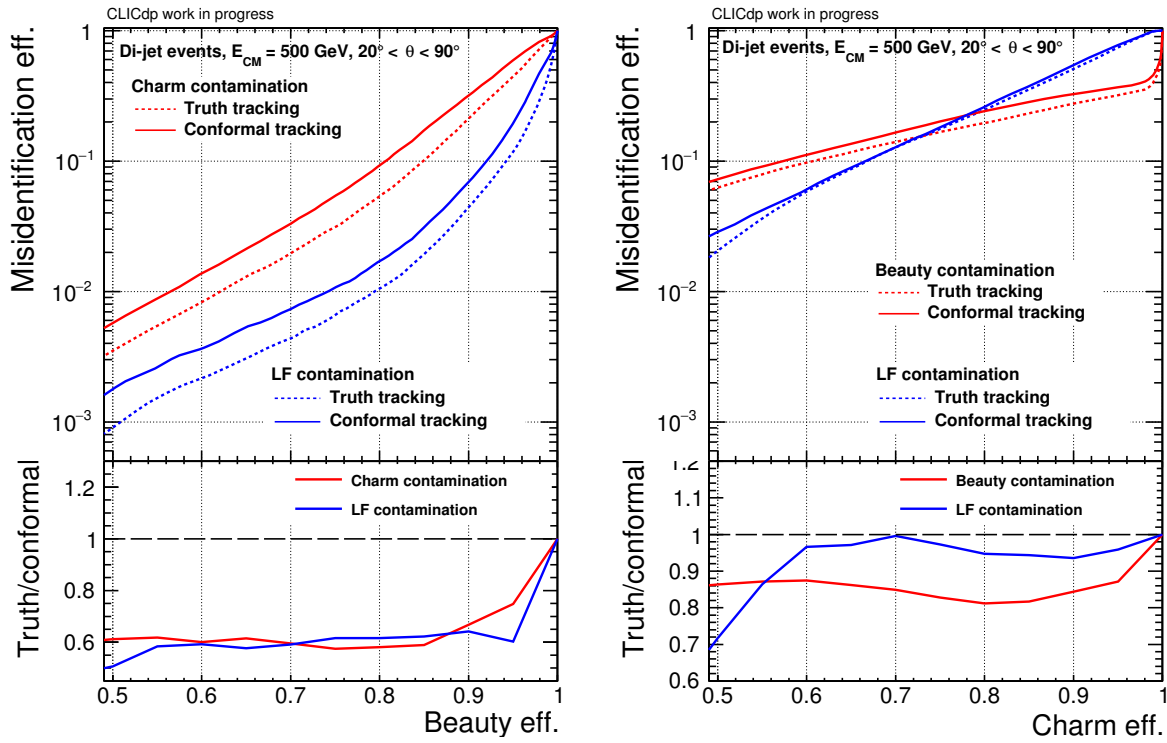 CLICdp work in progress
Di-jet events, E_CM = 500 GeV, 20° < θ < 90°
Charm contamination
Truth tracking
Conformal tracking
LF contamination
Truth tracking
Conformal tracking
Misidentification eff.
1
10⁻¹
10⁻²
10⁻³
Charm contamination
LF contamination
Truth/conformal
1.2
1
0.8
0.6
0.5 0.6 0.7 0.8 0.9 1
Beauty eff.
CLICdp work in progress
Di-jet events, E_CM = 500 GeV, 20° < θ < 90°
Beauty contamination
Truth tracking
Conformal tracking
LF contamination
Truth tracking
Conformal tracking
Misidentification eff.
1
10⁻¹
10⁻²
10⁻³
Beauty contamination
LF contamination
Truth/conformal
1.2
1.1
1
0.9
0.8
0.7
0.6
0.5 0.6 0.7 0.8 0.9 1
Charm eff.